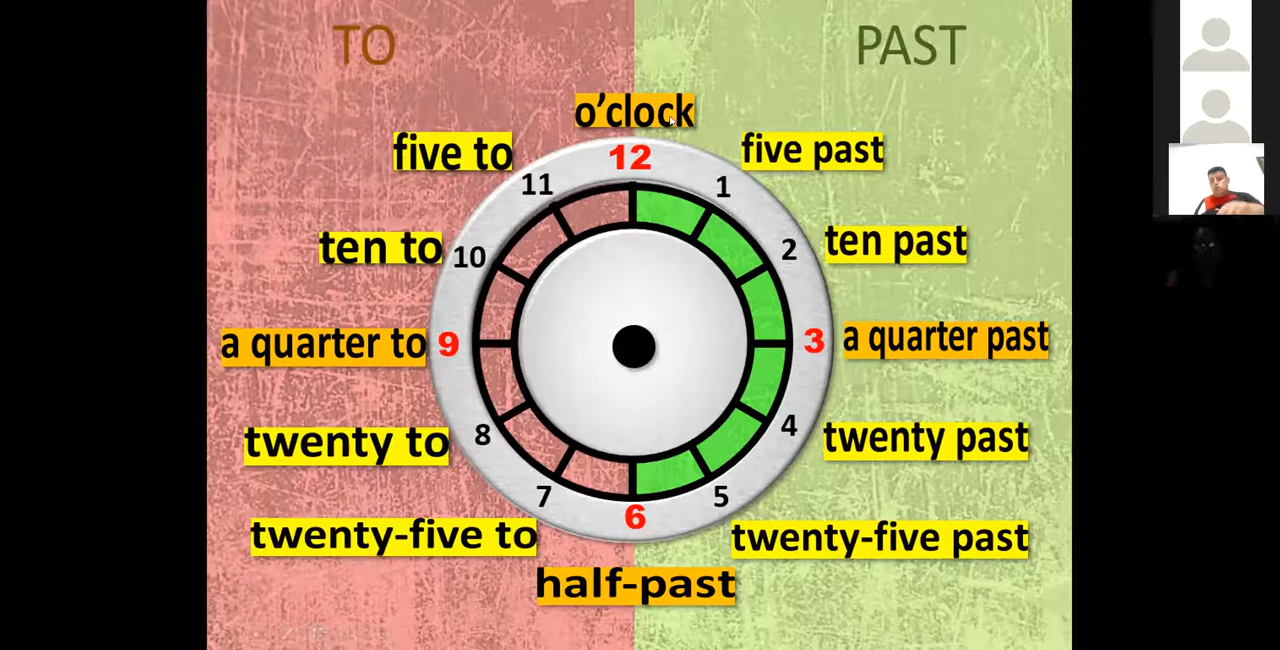 TO
PAST
o’clock
five to
five past
12
11
1
ten to
ten past
10
2
a quarter to
9
3
a quarter past
twenty to
8
4
twenty past
7
5
twenty-five to
6
twenty-five past
half-past